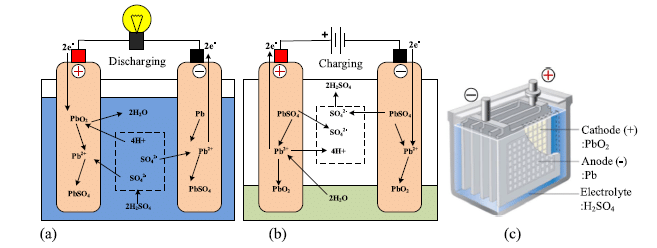 2e⁻
Discharging
2e⁻
+
−
PbO₂
2H₂O
Pb
4H+
Pb²⁺
SO₄²⁻
Pb²⁺
SO₄²⁻
PbSO₄
PbSO₄
2H₂SO₄
(a)
2e⁻
+
Charging
2e⁻
+
−
2H₂SO₄
PbSO₄
SO₄²⁻
PbSO₄
SO₄²⁻
Pb²⁺
4H+
Pb²⁺
PbO₂
PbO₂
2H₂O
(b)
−
+
Cathode (+)
:PbO₂
Anode (-)
:Pb
Electrolyte
:H₂SO₄
(c)